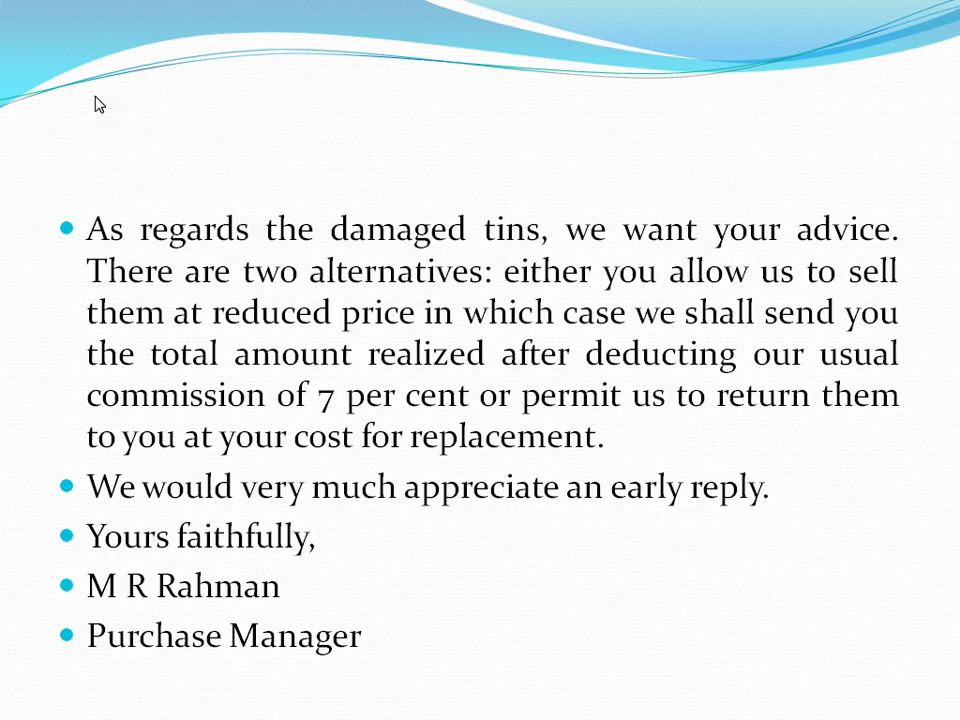 As regards the damaged tins, we want your advice.
There are two alternatives: either you allow us to sell
them at reduced price in which case we shall send you
the total amount realized after deducting our usual
commission of 7 per cent or permit us to return them
to you at your cost for replacement.
We would very much appreciate an early reply.
Yours faithfully,
M R Rahman
Purchase Manager